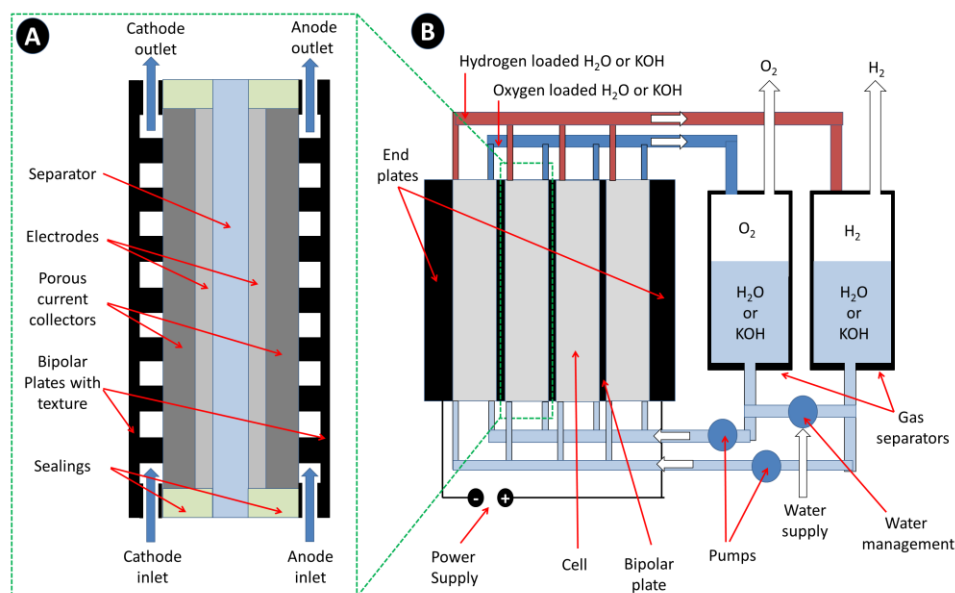 A
Cathode
outlet
Anode
outlet
Separator
Electrodes
Porous
current
collectors
Bipolar
Plates with
texture
Sealings
Cathode
inlet
Anode
inlet
B
Hydrogen loaded H₂O or KOH
Oxygen loaded H₂O or KOH
O₂
H₂
End
plates
O₂
H₂
H₂O
or
KOH
H₂O
or
KOH
Gas
separators
-
+
Power
Supply
Cell
Bipolar
plate
Pumps
Water
supply
Water
management